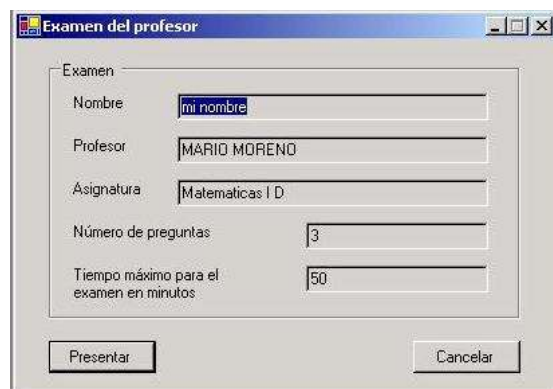 Examen del profesor
Examen
Nombre
mi nombre
Profesor
MARIO MORENO
Asignatura
Matematicas I D
Número de preguntas
3
Tiempo máximo para el
examen en minutos
50
Presentar
Cancelar